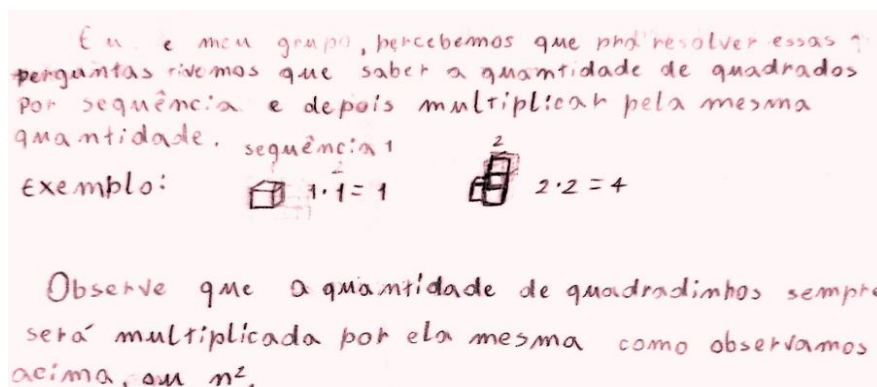 Eu e meu grupo, percebemos que pra resolver essas
perguntas tivemos que saber a quantidade de quadrados
por sequência e depois multiplicar pela mesma
quantidade.
sequência 1 2
Exemplo: 1·1=1 2·2=4
Observe que a quantidade de quadradinhos sempre
será multiplicada por ela mesma como observamos
acima, ou n².